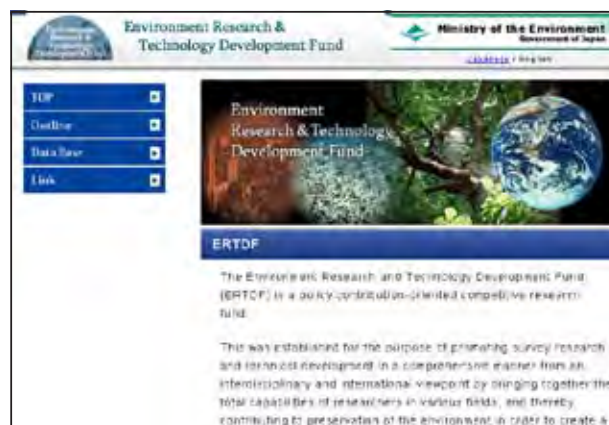 Environment Research &
Technology Development Fund
Ministry of the Environment
Government of Japan
/ English
TOP
Outline
Data Base
Link
Environment
Research & Technology
Development Fund
ERTDF
The Environment Research and Technology Development Fund
(ERTDF) is a policy contribution-oriented competitive research
fund.
This was established for the purpose of promoting survey research
and technical development in a comprehensive manner from an
interdisciplinary and international viewpoint by bringing together the
total capabilities of researchers in various fields, and thereby
contributing to preservation of the environment in order to create a